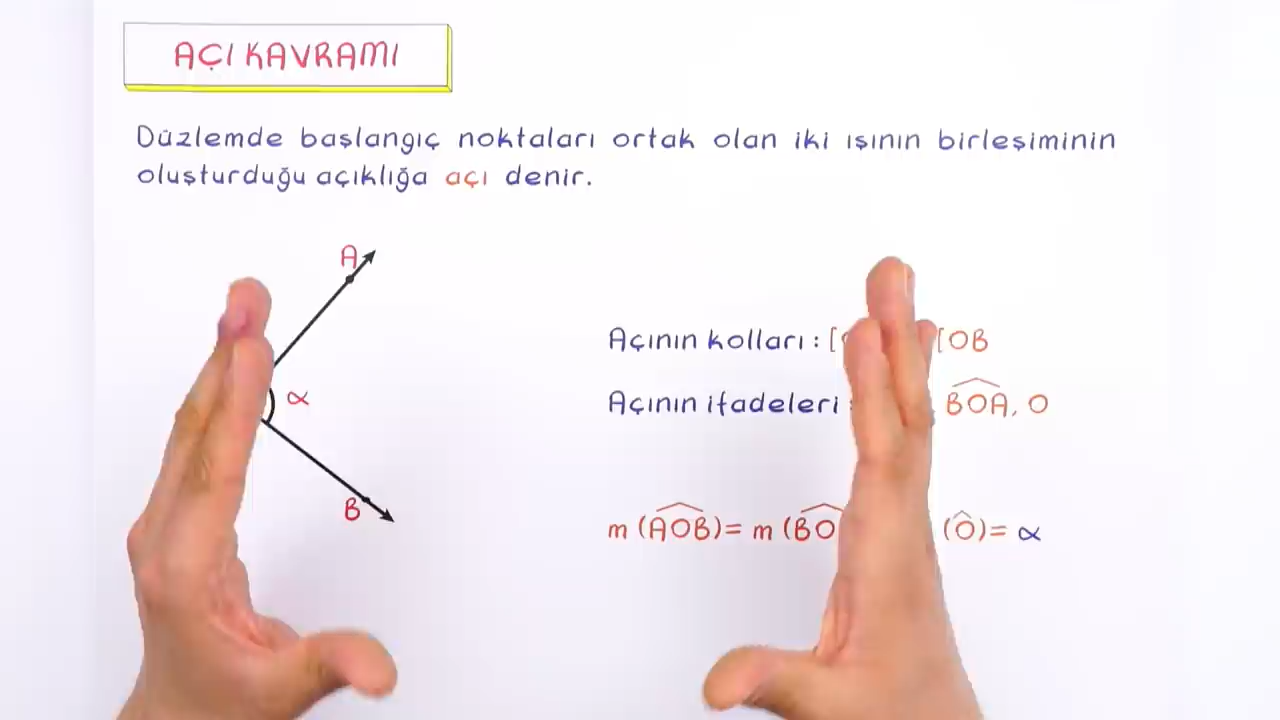 AÇI KAVRAMI
Düzlemde başlangıç noktaları ortak olan iki ışının birleşiminin
oluşturduğu açıklığa açı denir.
A
α
B
Açının kolları : [ [OB
Açının ifadeleri BOA, O
m (AOB) = m (BO (Ô) = α